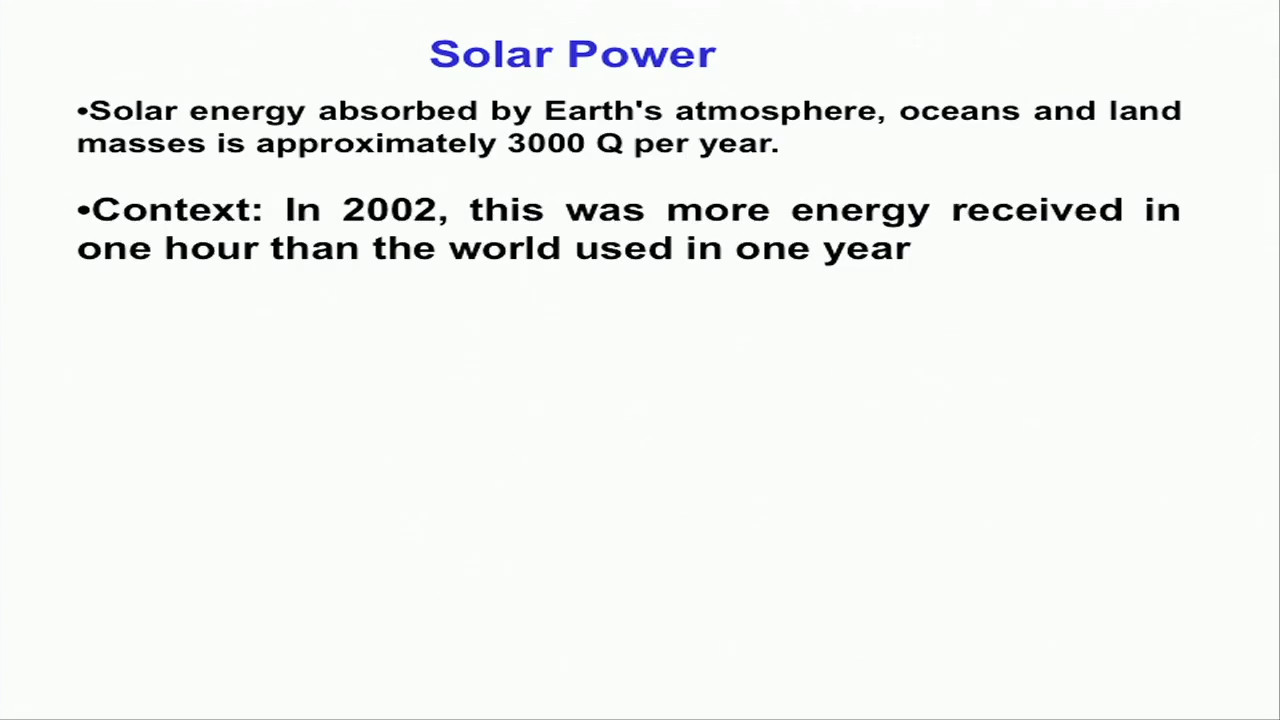 Solar Power
•Solar energy absorbed by Earth's atmosphere, oceans and land
masses is approximately 3000 Q per year.
•Context: In 2002, this was more energy received in
one hour than the world used in one year